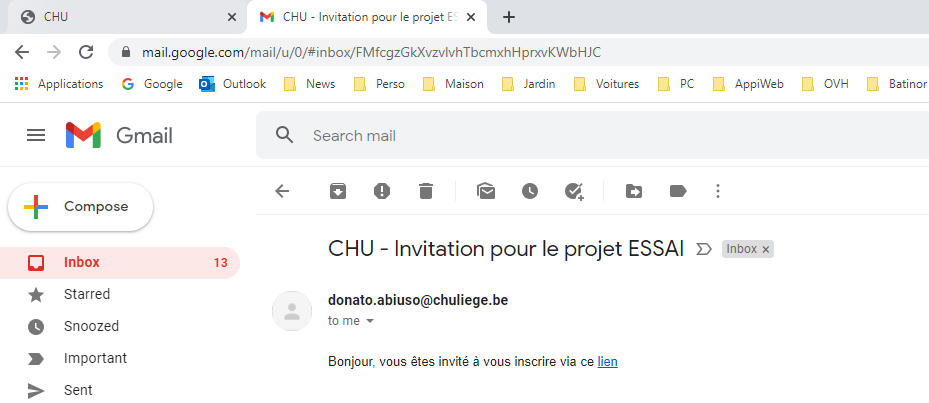 CHU
CHU - Invitation pour le projet ES
mail.google.com/mail/u/0/#inbox/FMfcgzGkXvzvlvhTbcmxhHprxvKWbHJC
Applications Google Outlook News Perso Maison Jardin Voitures PC AppiWeb OVH Batinor
Gmail
Search mail
Compose
CHU - Invitation pour le projet ESSAI Inbox x
Inbox 13
Starred
donato.abiuso@chuliege.be
to me
Snoozed
Important
Bonjour, vous êtes invité à vous inscrire via ce lien
Sent